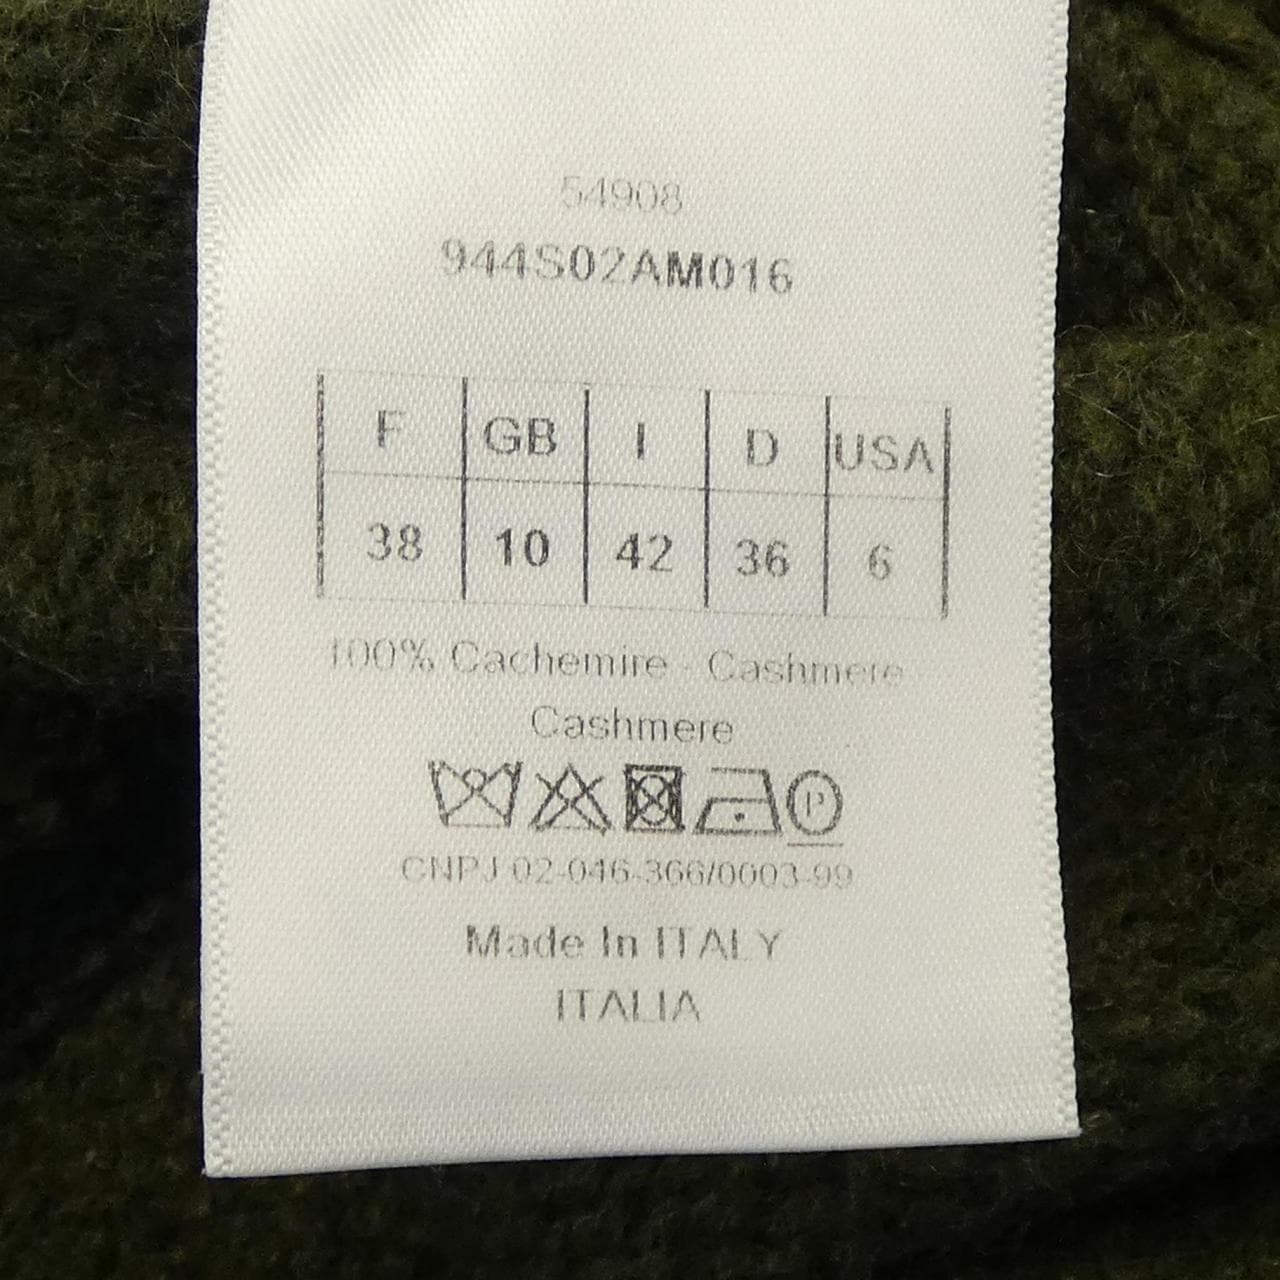 54908
944S02AM016
F GB I D USA
38 10 42 36 6
100% Cachemire - Cashmere
Cashmere
P
CNPJ 02-046-366/0003-99
Made In ITALY
ITALIA